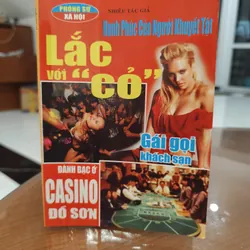 PHÓNG SỰ
XÃ HỘI
NHIỀU TÁC GIẢ
Hạnh Phúc Của Người Khuyết Tật
Lắc
VỚI "cỏ"
Gái gọi
khách sạn
ĐÁNH BẠC Ở
CASINO
ĐỒ SƠN